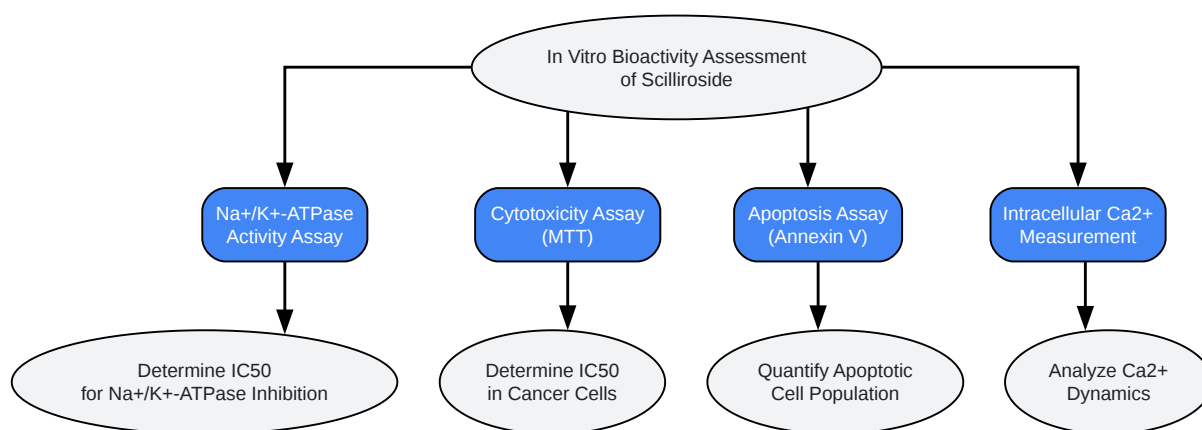 In Vitro Bioactivity Assessment
of Scilliroside
Na+/K+-ATPase
Activity Assay
Cytotoxicity Assay
(MTT)
Apoptosis Assay
(Annexin V)
Intracellular Ca2+
Measurement
Determine IC50
for Na+/K+-ATPase Inhibition
Determine IC50
in Cancer Cells
Quantify Apoptotic
Cell Population
Analyze Ca2+
Dynamics